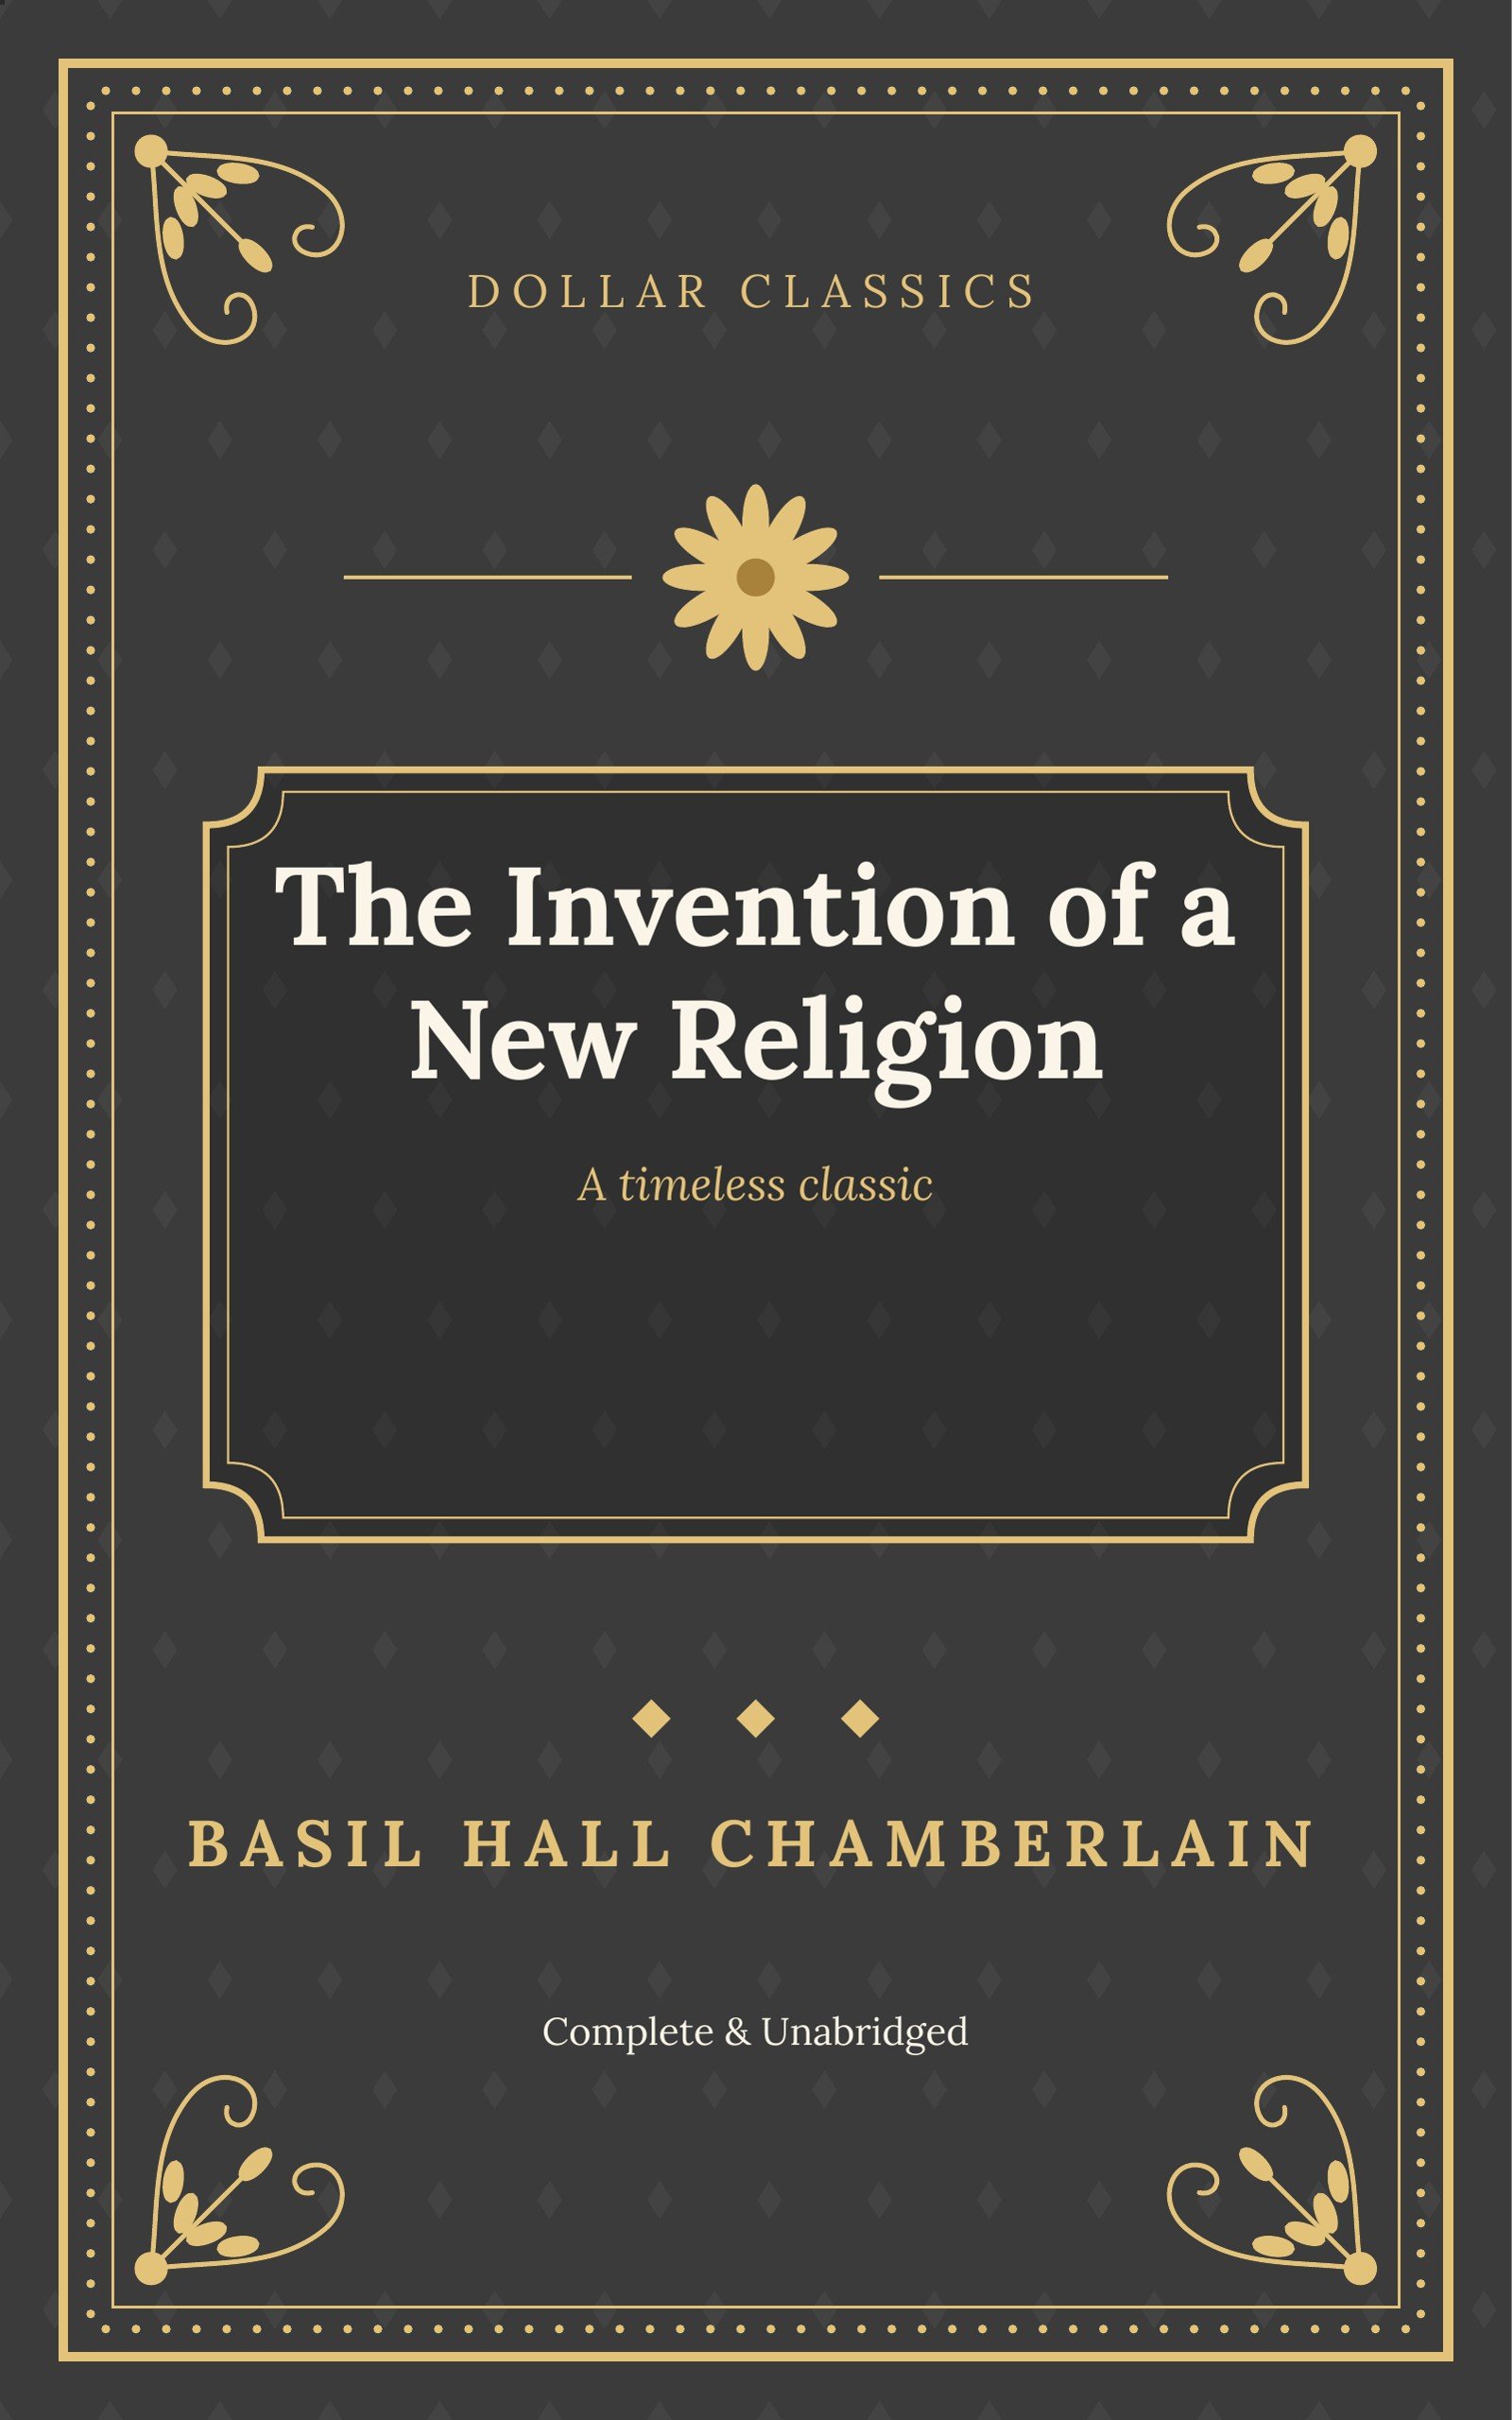 DOLLAR CLASSICS
The Invention of a
New Religion
A timeless classic
BASIL HALL CHAMBERLAIN
Complete & Unabridged